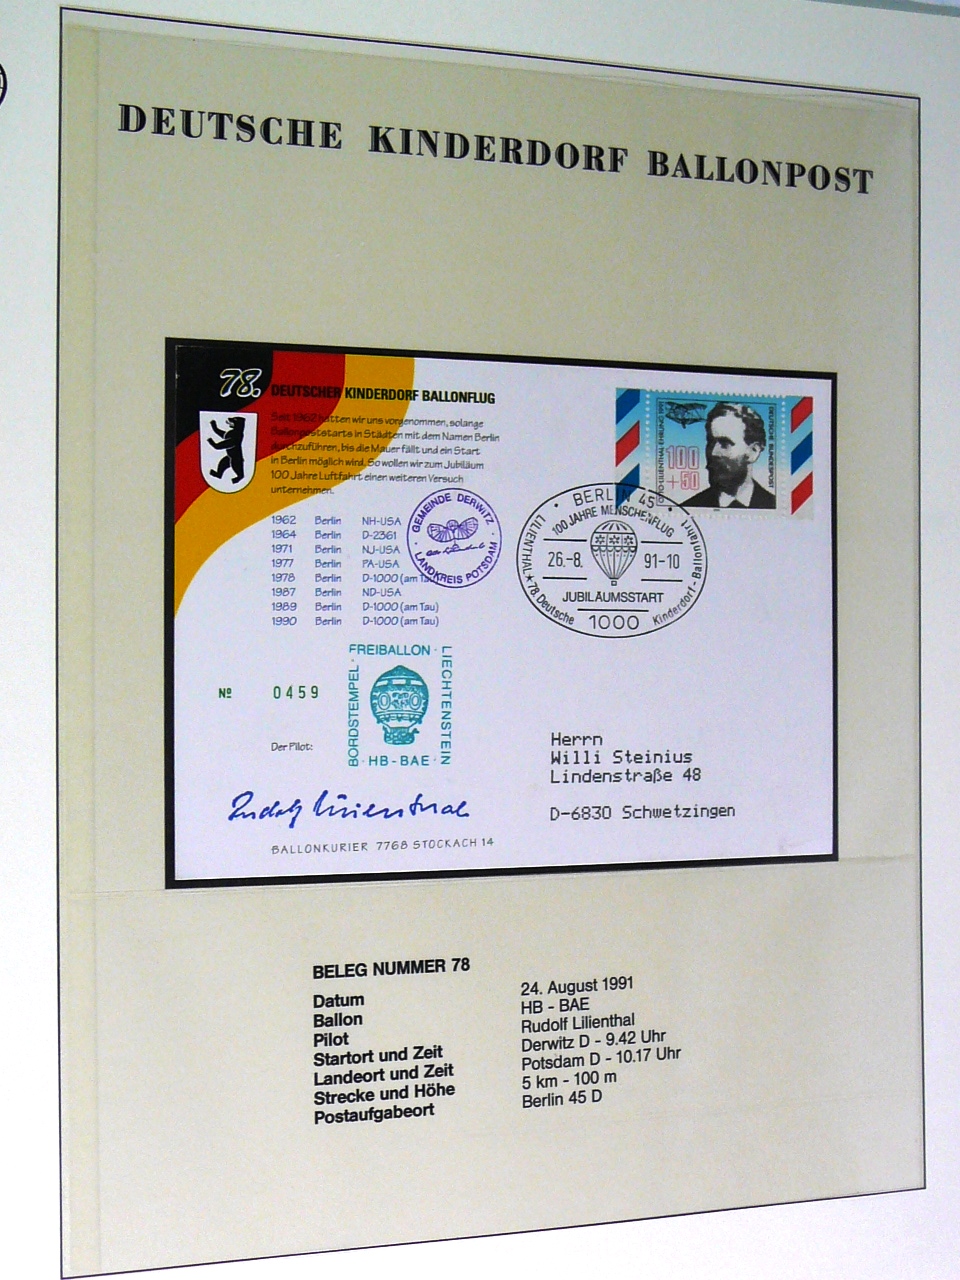 DEUTSCHE KINDERDORF BALLONPOST
78. DEUTSCHER KINDERDORF BALLONFLUG
Seit 1962 hatten wir uns vorgenommen, solange
Ballonpoststarts in Städten mit dem Namen Berlin
durchzuführen, bis die Mauer fällt und ein Start
in Berlin möglich wird. So wollen wir zum Jubiläum
100 Jahre Luftfahrt einen weiteren Versuch
unternehmen.
1962 Berlin NH-USA
1964 Berlin D-2361
1971 Berlin NJ-USA
1977 Berlin PA-USA
1978 Berlin D-1000 (am Tau)
1987 Berlin ND-USA
1989 Berlin D-1000 (am Tau)
1990 Berlin D-1000 (am Tau)
GEMEINDE DERWITZ
LANDKREIS POTSDAM
OTTO-LILIENTHAL-EHRUNG 1991
DEUTSCHE BUNDESPOST
100
+50
BERLIN 45
100 JAHRE MENSCHENFLUG
LILIENTHAL ★ 78. Deutsche Kinderdorf-Ballonfahrt
26.-8. 91-10
JUBILÄUMSSTART
1000
FREIBALLON
BORDSTEMPEL
LIECHTENSTEIN
HB-BAE
Nº 0459
Der Pilot:
Rudolf Lilienthal
BALLONKURIER 7768 STOCKACH 14
Herrn
Willi Steinius
Lindenstraße 48
D-6830 Schwetzingen
BELEG NUMMER 78
Datum 24. August 1991
Ballon HB - BAE
Pilot Rudolf Lilienthal
Startort und Zeit Derwitz D - 9.42 Uhr
Landeort und Zeit Potsdam D - 10.17 Uhr
Strecke und Höhe 5 km - 100 m
Postaufgabeort Berlin 45 D